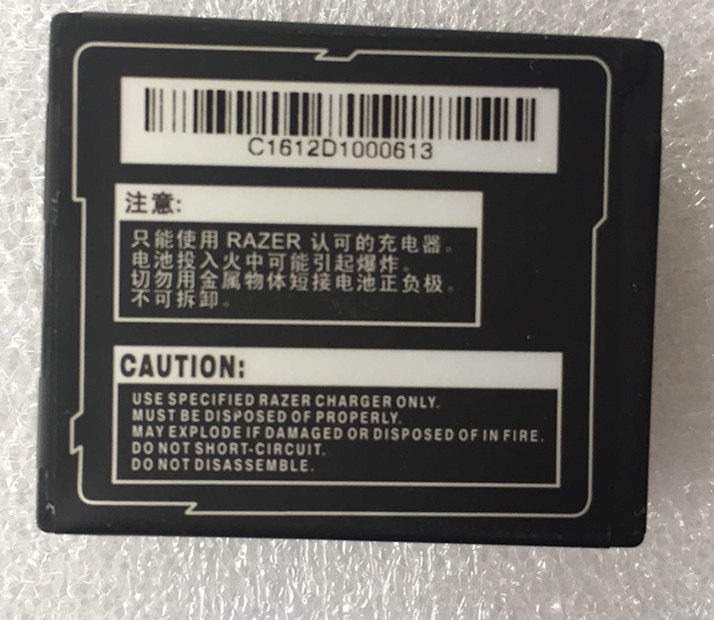 C1612D1000613
注意:
只能使用 RAZER 认可的充电器。
电池投入火中可能引起爆炸。
切勿用金属物体短接电池正负极。
不可拆卸。
CAUTION:
USE SPECIFIED RAZER CHARGER ONLY.
MUST BE DISPOSED OF PROPERLY.
MAY EXPLODE IF DAMAGED OR DISPOSED OF IN FIRE.
DO NOT SHORT-CIRCUIT.
DO NOT DISASSEMBLE.